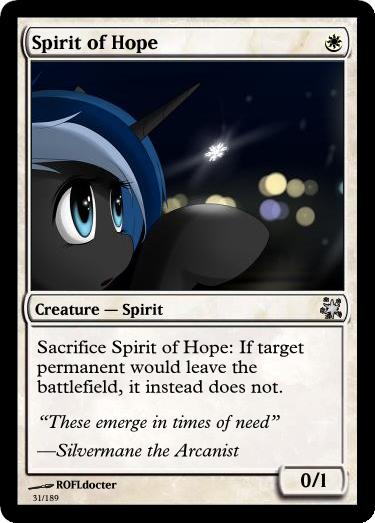 Spirit of Hope
Creature — Spirit
Sacrifice Spirit of Hope: If target
permanent would leave the
battlefield, it instead does not.
“These emerge in times of need”
—Silvermane the Arcanist
0/1
ROFLdocter
31/189